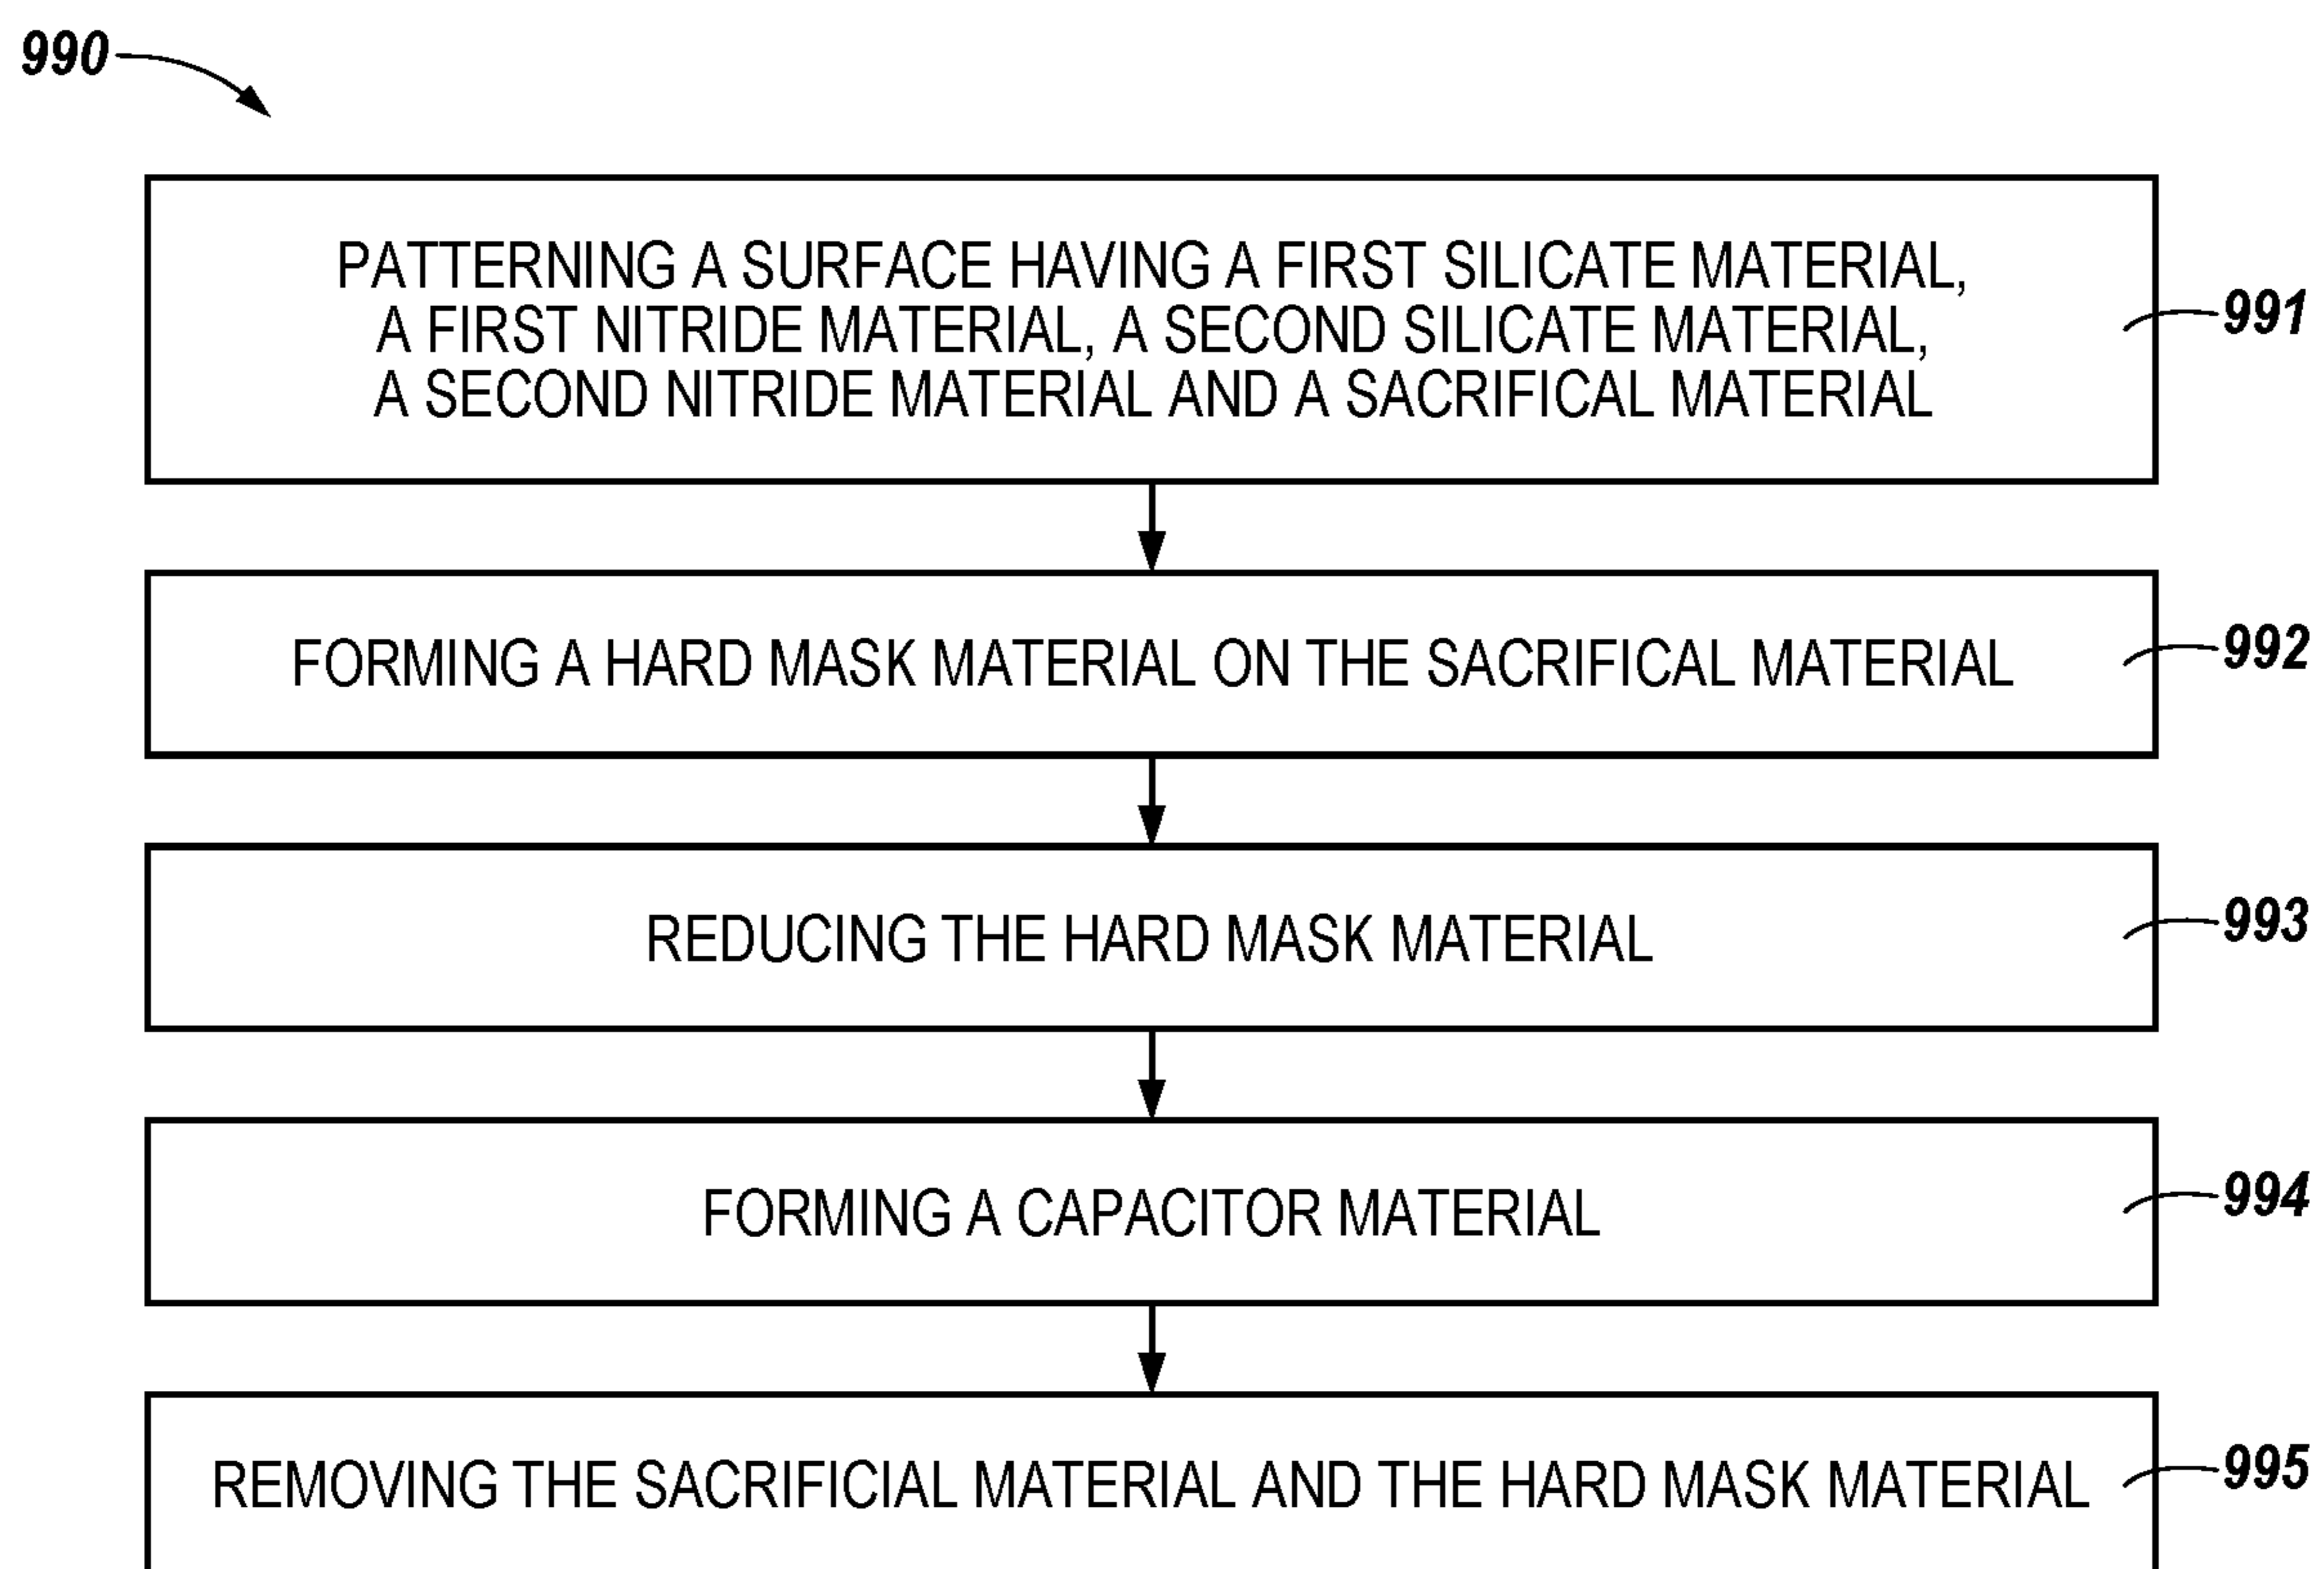 990
PATTERNING A SURFACE HAVING A FIRST SILICATE MATERIAL,
A FIRST NITRIDE MATERIAL, A SECOND SILICATE MATERIAL,
A SECOND NITRIDE MATERIAL AND A SACRIFICAL MATERIAL
991
FORMING A HARD MASK MATERIAL ON THE SACRIFICAL MATERIAL
992
REDUCING THE HARD MASK MATERIAL
993
FORMING A CAPACITOR MATERIAL
994
REMOVING THE SACRIFICIAL MATERIAL AND THE HARD MASK MATERIAL
995